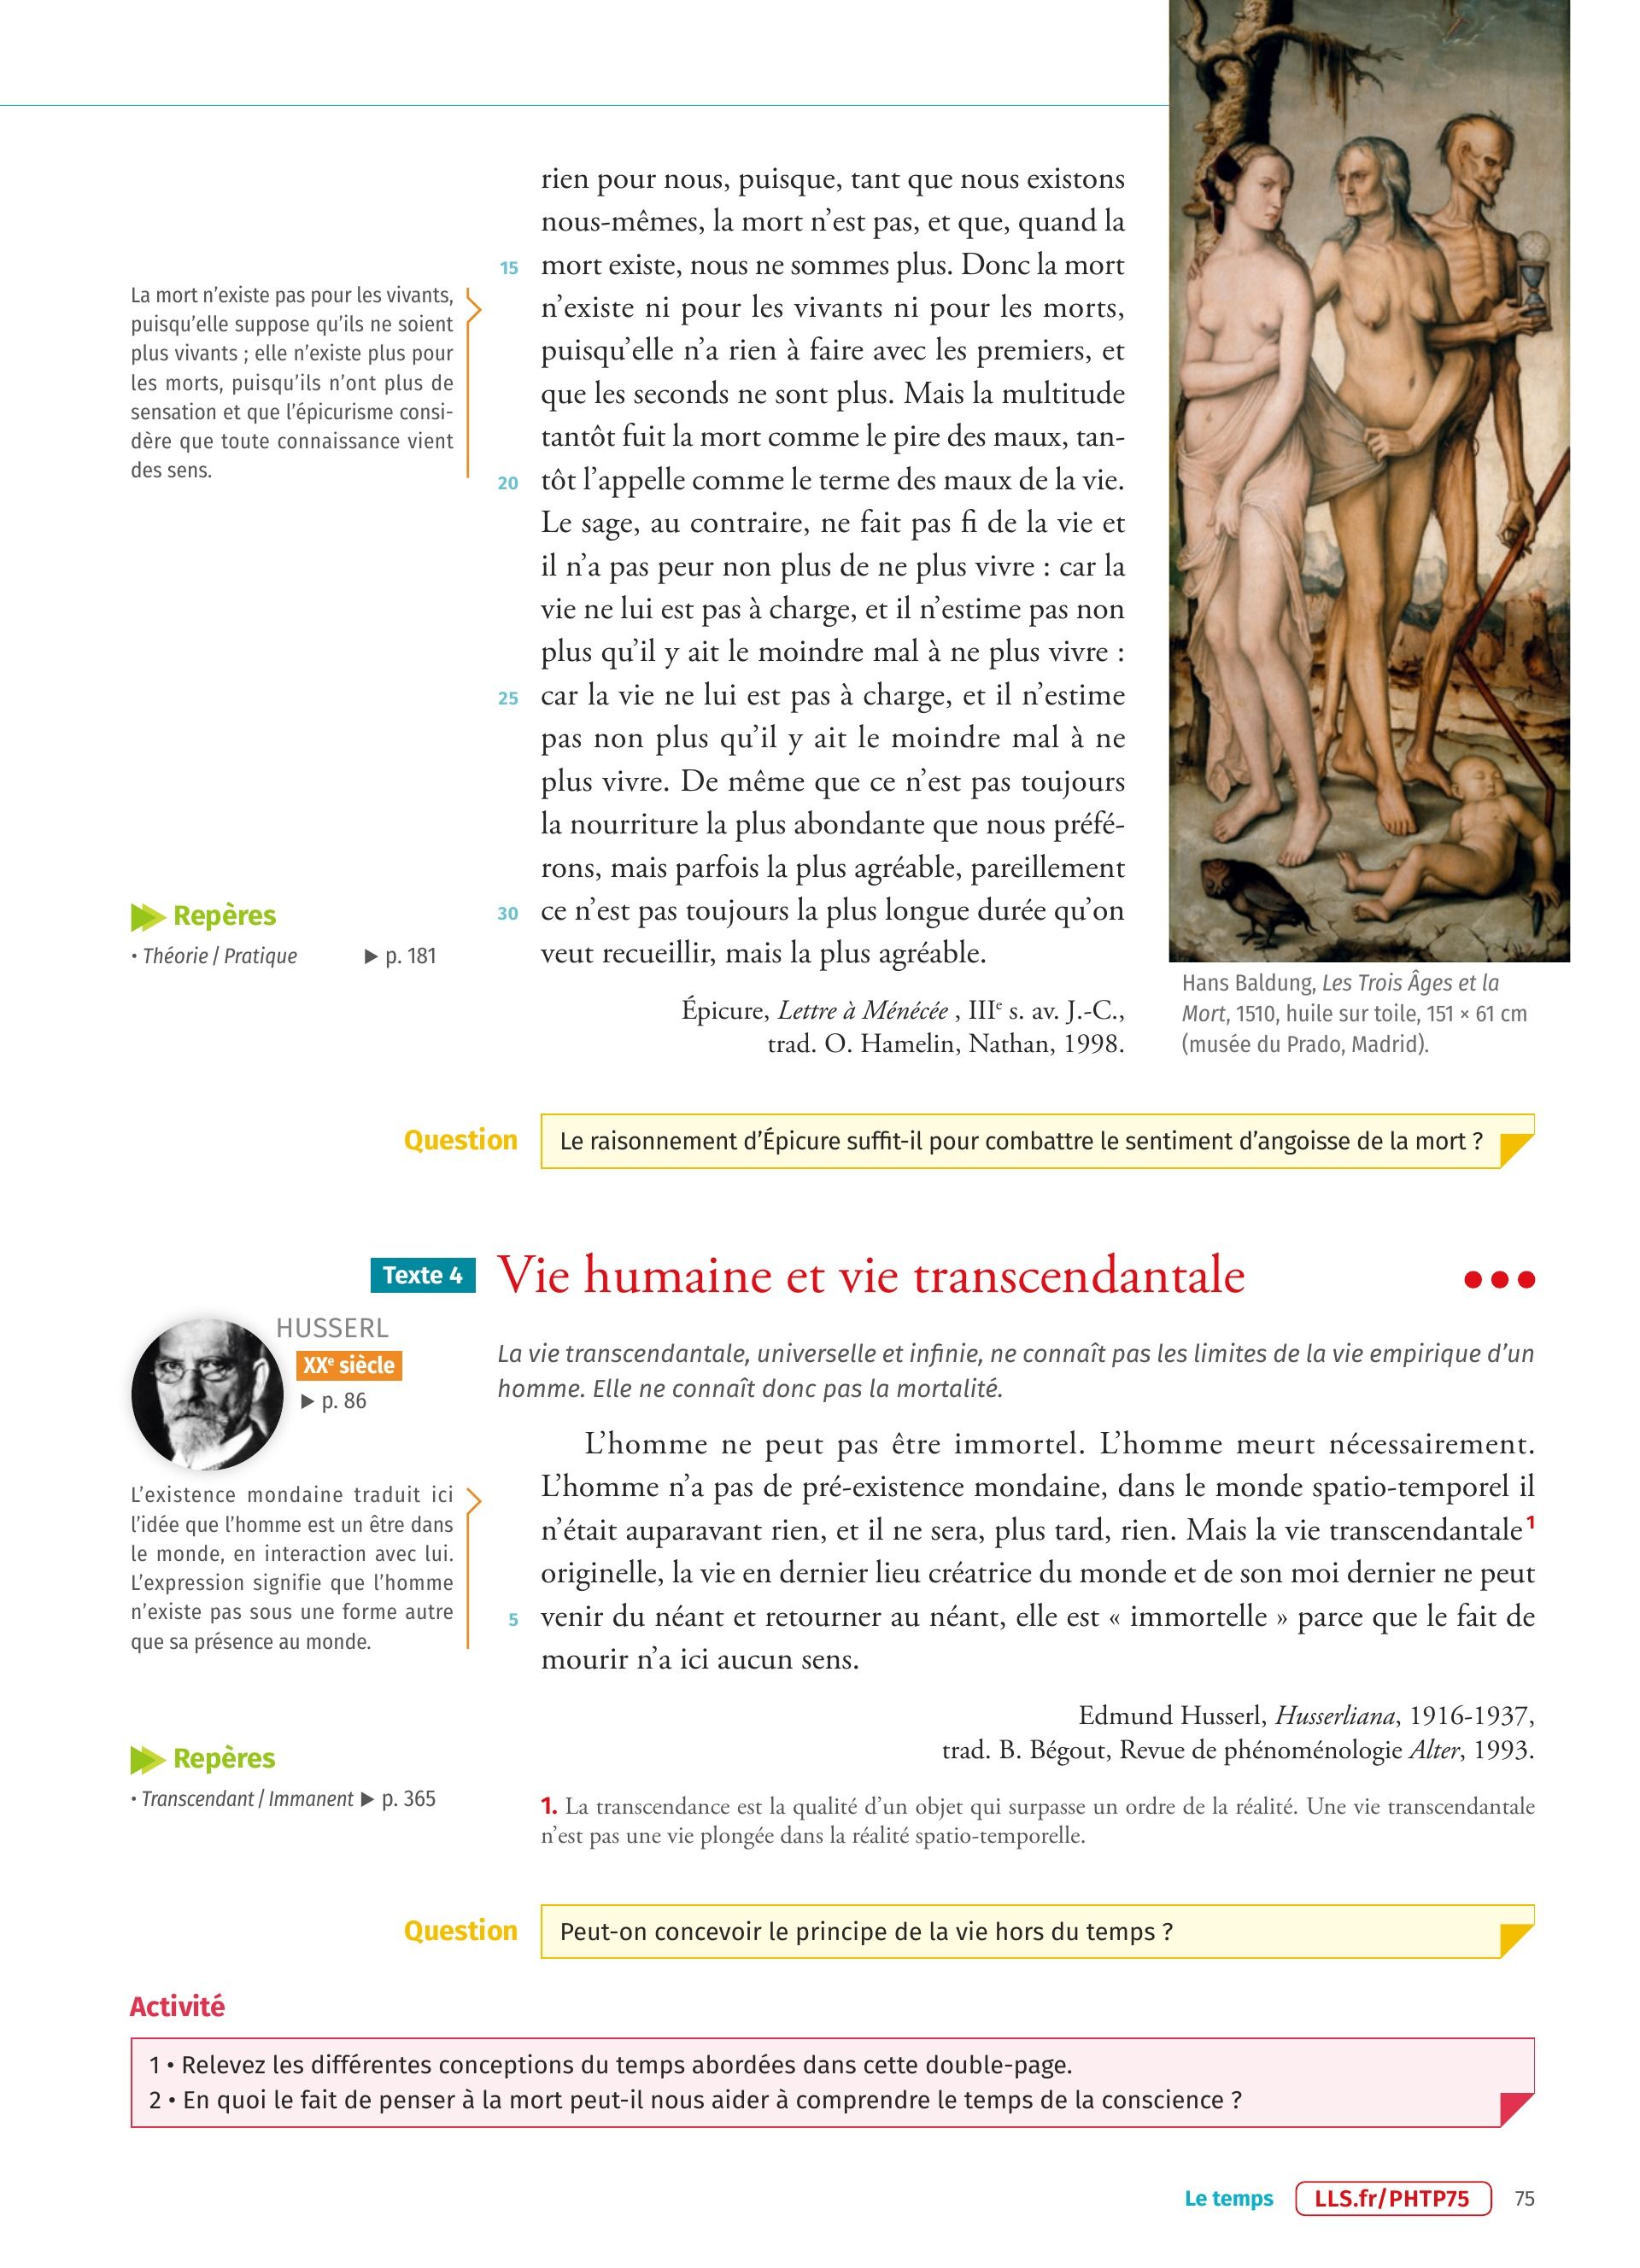 rien pour nous, puisque, tant que nous existons
nous-mêmes, la mort n’est pas, et que, quand la
15 mort existe, nous ne sommes plus. Donc la mort
n’existe ni pour les vivants ni pour les morts,
puisqu’elle n’a rien à faire avec les premiers, et
que les seconds ne sont plus. Mais la multitude
tantôt fuit la mort comme le pire des maux, tan-
20 tôt l’appelle comme le terme des maux de la vie.
Le sage, au contraire, ne fait pas fi de la vie et
il n’a pas peur non plus de ne plus vivre : car la
vie ne lui est pas à charge, et il n’estime pas non
plus qu’il y ait le moindre mal à ne plus vivre :
25 car la vie ne lui est pas à charge, et il n’estime
pas non plus qu’il y ait le moindre mal à ne
plus vivre. De même que ce n’est pas toujours
la nourriture la plus abondante que nous préfé-
rons, mais parfois la plus agréable, pareillement
30 ce n’est pas toujours la plus longue durée qu’on
veut recueillir, mais la plus agréable.
Épicure, Lettre à Ménécée , IIIe s. av. J.-C.,
trad. O. Hamelin, Nathan, 1998.
La mort n’existe pas pour les vivants,
puisqu’elle suppose qu’ils ne soient
plus vivants ; elle n’existe plus pour
les morts, puisqu’ils n’ont plus de
sensation et que l’épicurisme consi-
dère que toute connaissance vient
des sens.
Repères
• Théorie / Pratique ▶ p. 181
Hans Baldung, Les Trois Âges et la
Mort, 1510, huile sur toile, 151 × 61 cm
(musée du Prado, Madrid).
Question
Le raisonnement d’Épicure suffit-il pour combattre le sentiment d’angoisse de la mort ?
Texte 4 Vie humaine et vie transcendantale •••
HUSSERL
XXe siècle
▶ p. 86
La vie transcendantale, universelle et infinie, ne connaît pas les limites de la vie empirique d’un
homme. Elle ne connaît donc pas la mortalité.
L’homme ne peut pas être immortel. L’homme meurt nécessairement.
L’homme n’a pas de pré-existence mondaine, dans le monde spatio-temporel il
n’était auparavant rien, et il ne sera, plus tard, rien. Mais la vie transcendantale1
originelle, la vie en dernier lieu créatrice du monde et de son moi dernier ne peut
5 venir du néant et retourner au néant, elle est « immortelle » parce que le fait de
mourir n’a ici aucun sens.
Edmund Husserl, Husserliana, 1916-1937,
trad. B. Bégout, Revue de phénoménologie Alter, 1993.
L’existence mondaine traduit ici
l’idée que l’homme est un être dans
le monde, en interaction avec lui.
L’expression signifie que l’homme
n’existe pas sous une forme autre
que sa présence au monde.
Repères
• Transcendant / Immanent ▶ p. 365
1. La transcendance est la qualité d’un objet qui surpasse un ordre de la réalité. Une vie transcendantale
n’est pas une vie plongée dans la réalité spatio-temporelle.
Question
Peut-on concevoir le principe de la vie hors du temps ?
Activité
1 • Relevez les différentes conceptions du temps abordées dans cette double-page.
2 • En quoi le fait de penser à la mort peut-il nous aider à comprendre le temps de la conscience ?
Le temps LLS.fr/PHTP75 75